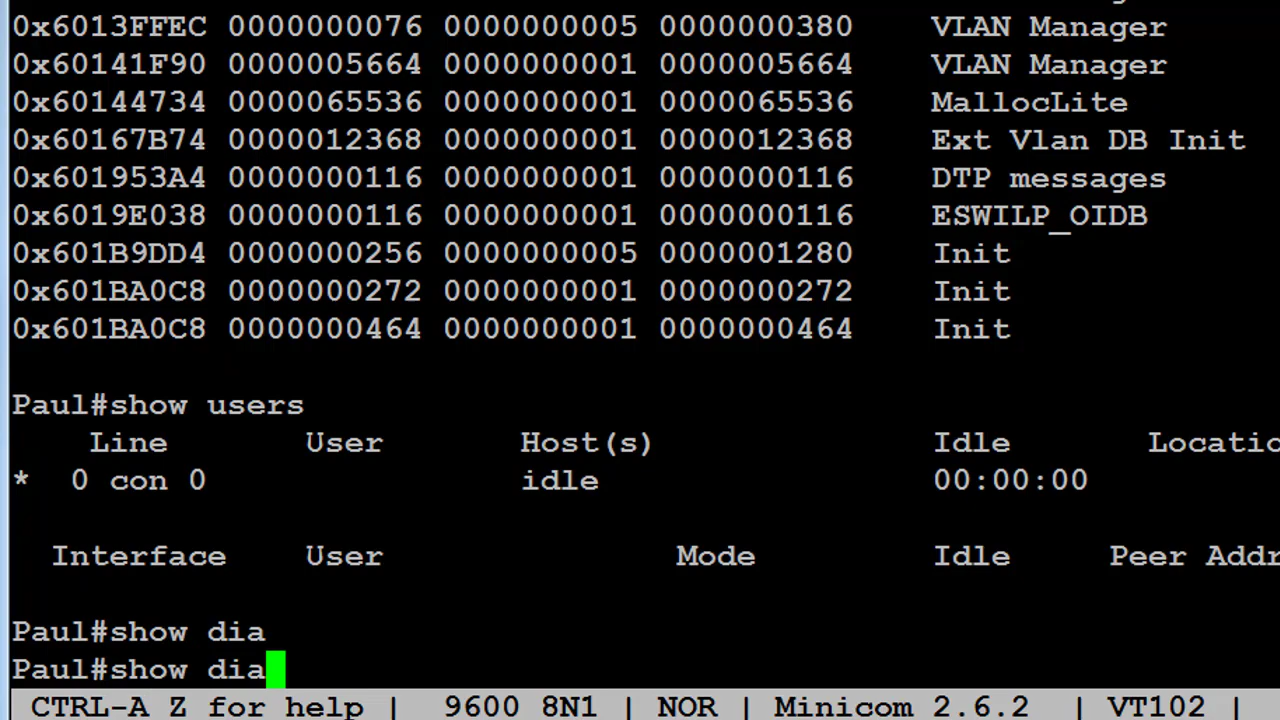 0x6013FFEC 0000000076 0000000005 0000000380 VLAN Manager
0x60141F90 0000005664 0000000001 0000005664 VLAN Manager
0x60144734 0000065536 0000000001 0000065536 MallocLite
0x60167B74 0000012368 0000000001 0000012368 Ext Vlan DB Init
0x601953A4 0000000116 0000000001 0000000116 DTP messages
0x6019E038 0000000116 0000000001 0000000116 ESWILP_OIDB
0x601B9DD4 0000000256 0000000005 0000001280 Init
0x601BA0C8 0000000272 0000000001 0000000272 Init
0x601BA0C8 0000000464 0000000001 0000000464 Init
Paul#show users
Line User Host(s) Idle Locatio
* 0 con 0 idle 00:00:00
Interface User Mode Idle Peer Addr
Paul#show dia
Paul#show dia
CTRL-A Z for help | 9600 8N1 | NOR | Minicom 2.6.2 | VT102 |